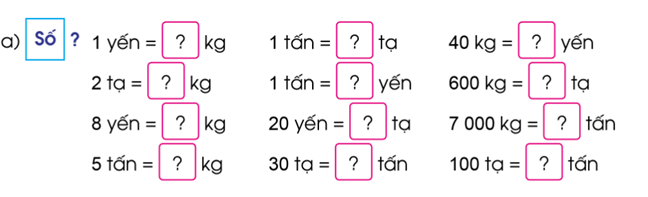 a) Số ? 1 yến = ? kg 1 tấn = ? tạ 40 kg = ? yến
2 tạ = ? kg 1 tấn = ? yến 600 kg = ? tạ
8 yến = ? kg 20 yến = ? tạ 7 000 kg = ? tấn
5 tấn = ? kg 30 tạ = ? tấn 100 tạ = ? tấn